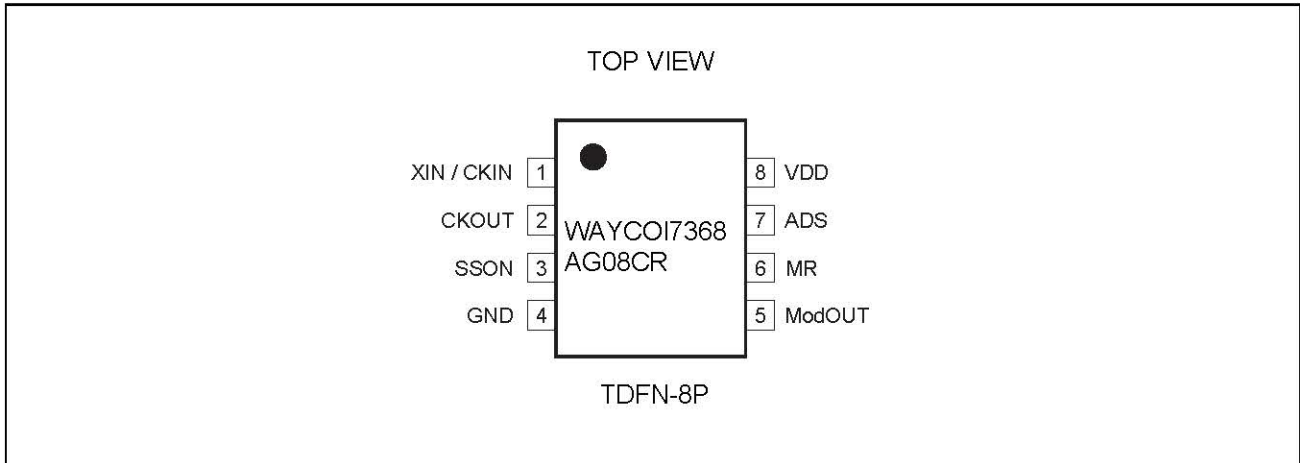 TOP VIEW
XIN / CKIN 1
CKOUT 2
SSON 3
GND 4
WAYCOI7368
AG08CR
8 VDD
7 ADS
6 MR
5 ModOUT
TDFN-8P